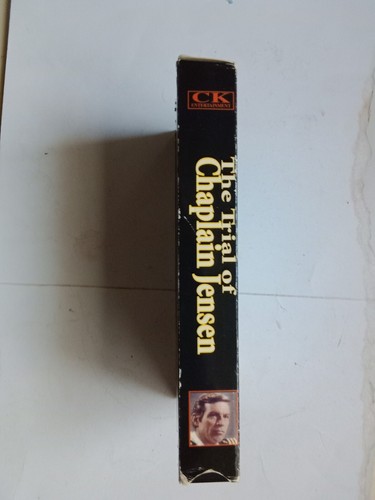 CK
ENTERTAINMENT
The Trial of
Chaplain Jensen